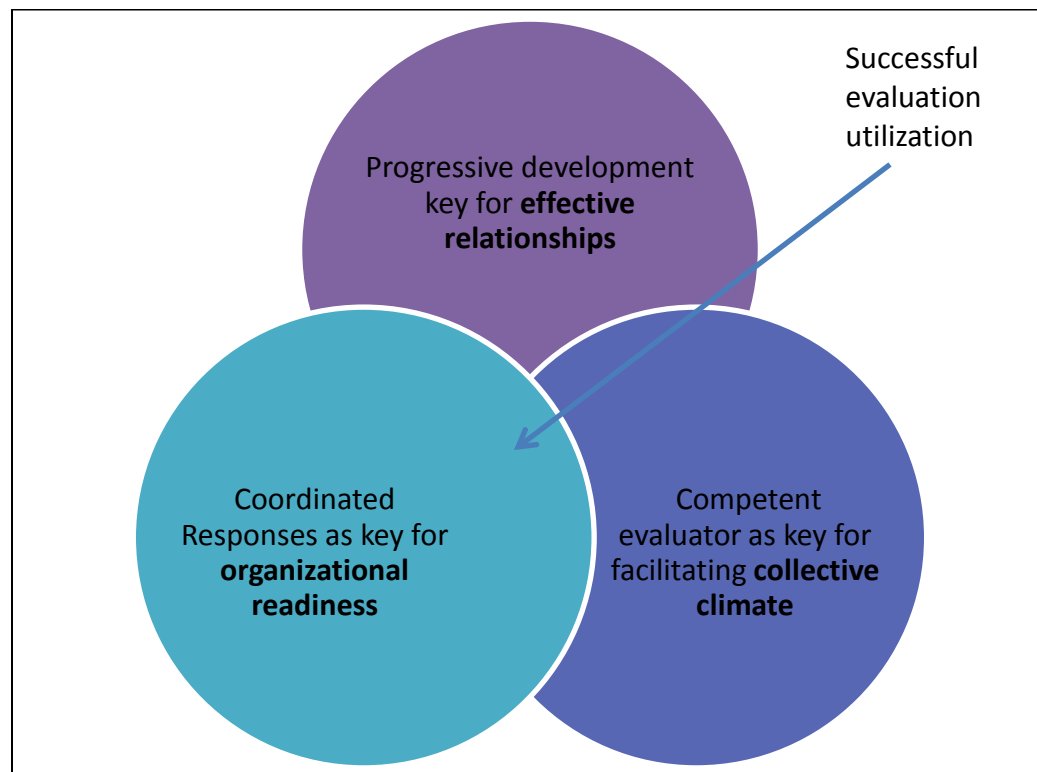 Successful
evaluation
utilization
Progressive development
key for effective
relationships
Coordinated
Responses as key for
organizational
readiness
Competent
evaluator as key for
facilitating collective
climate